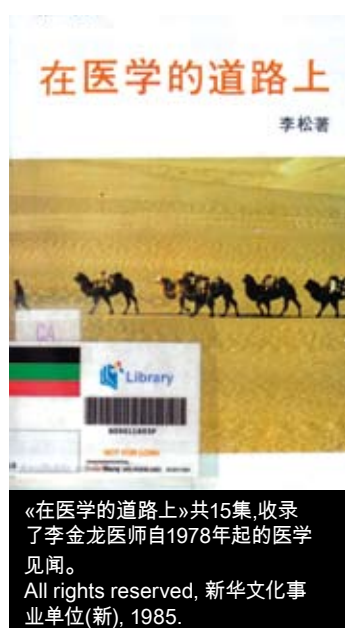 在医学的道路上
李松著
CA
Library
NOT FOR LOAN
«在医学的道路上»共15集,收录
了李金龙医师自1978年起的医学
见闻。
All rights reserved, 新华文化事
业单位(新), 1985.